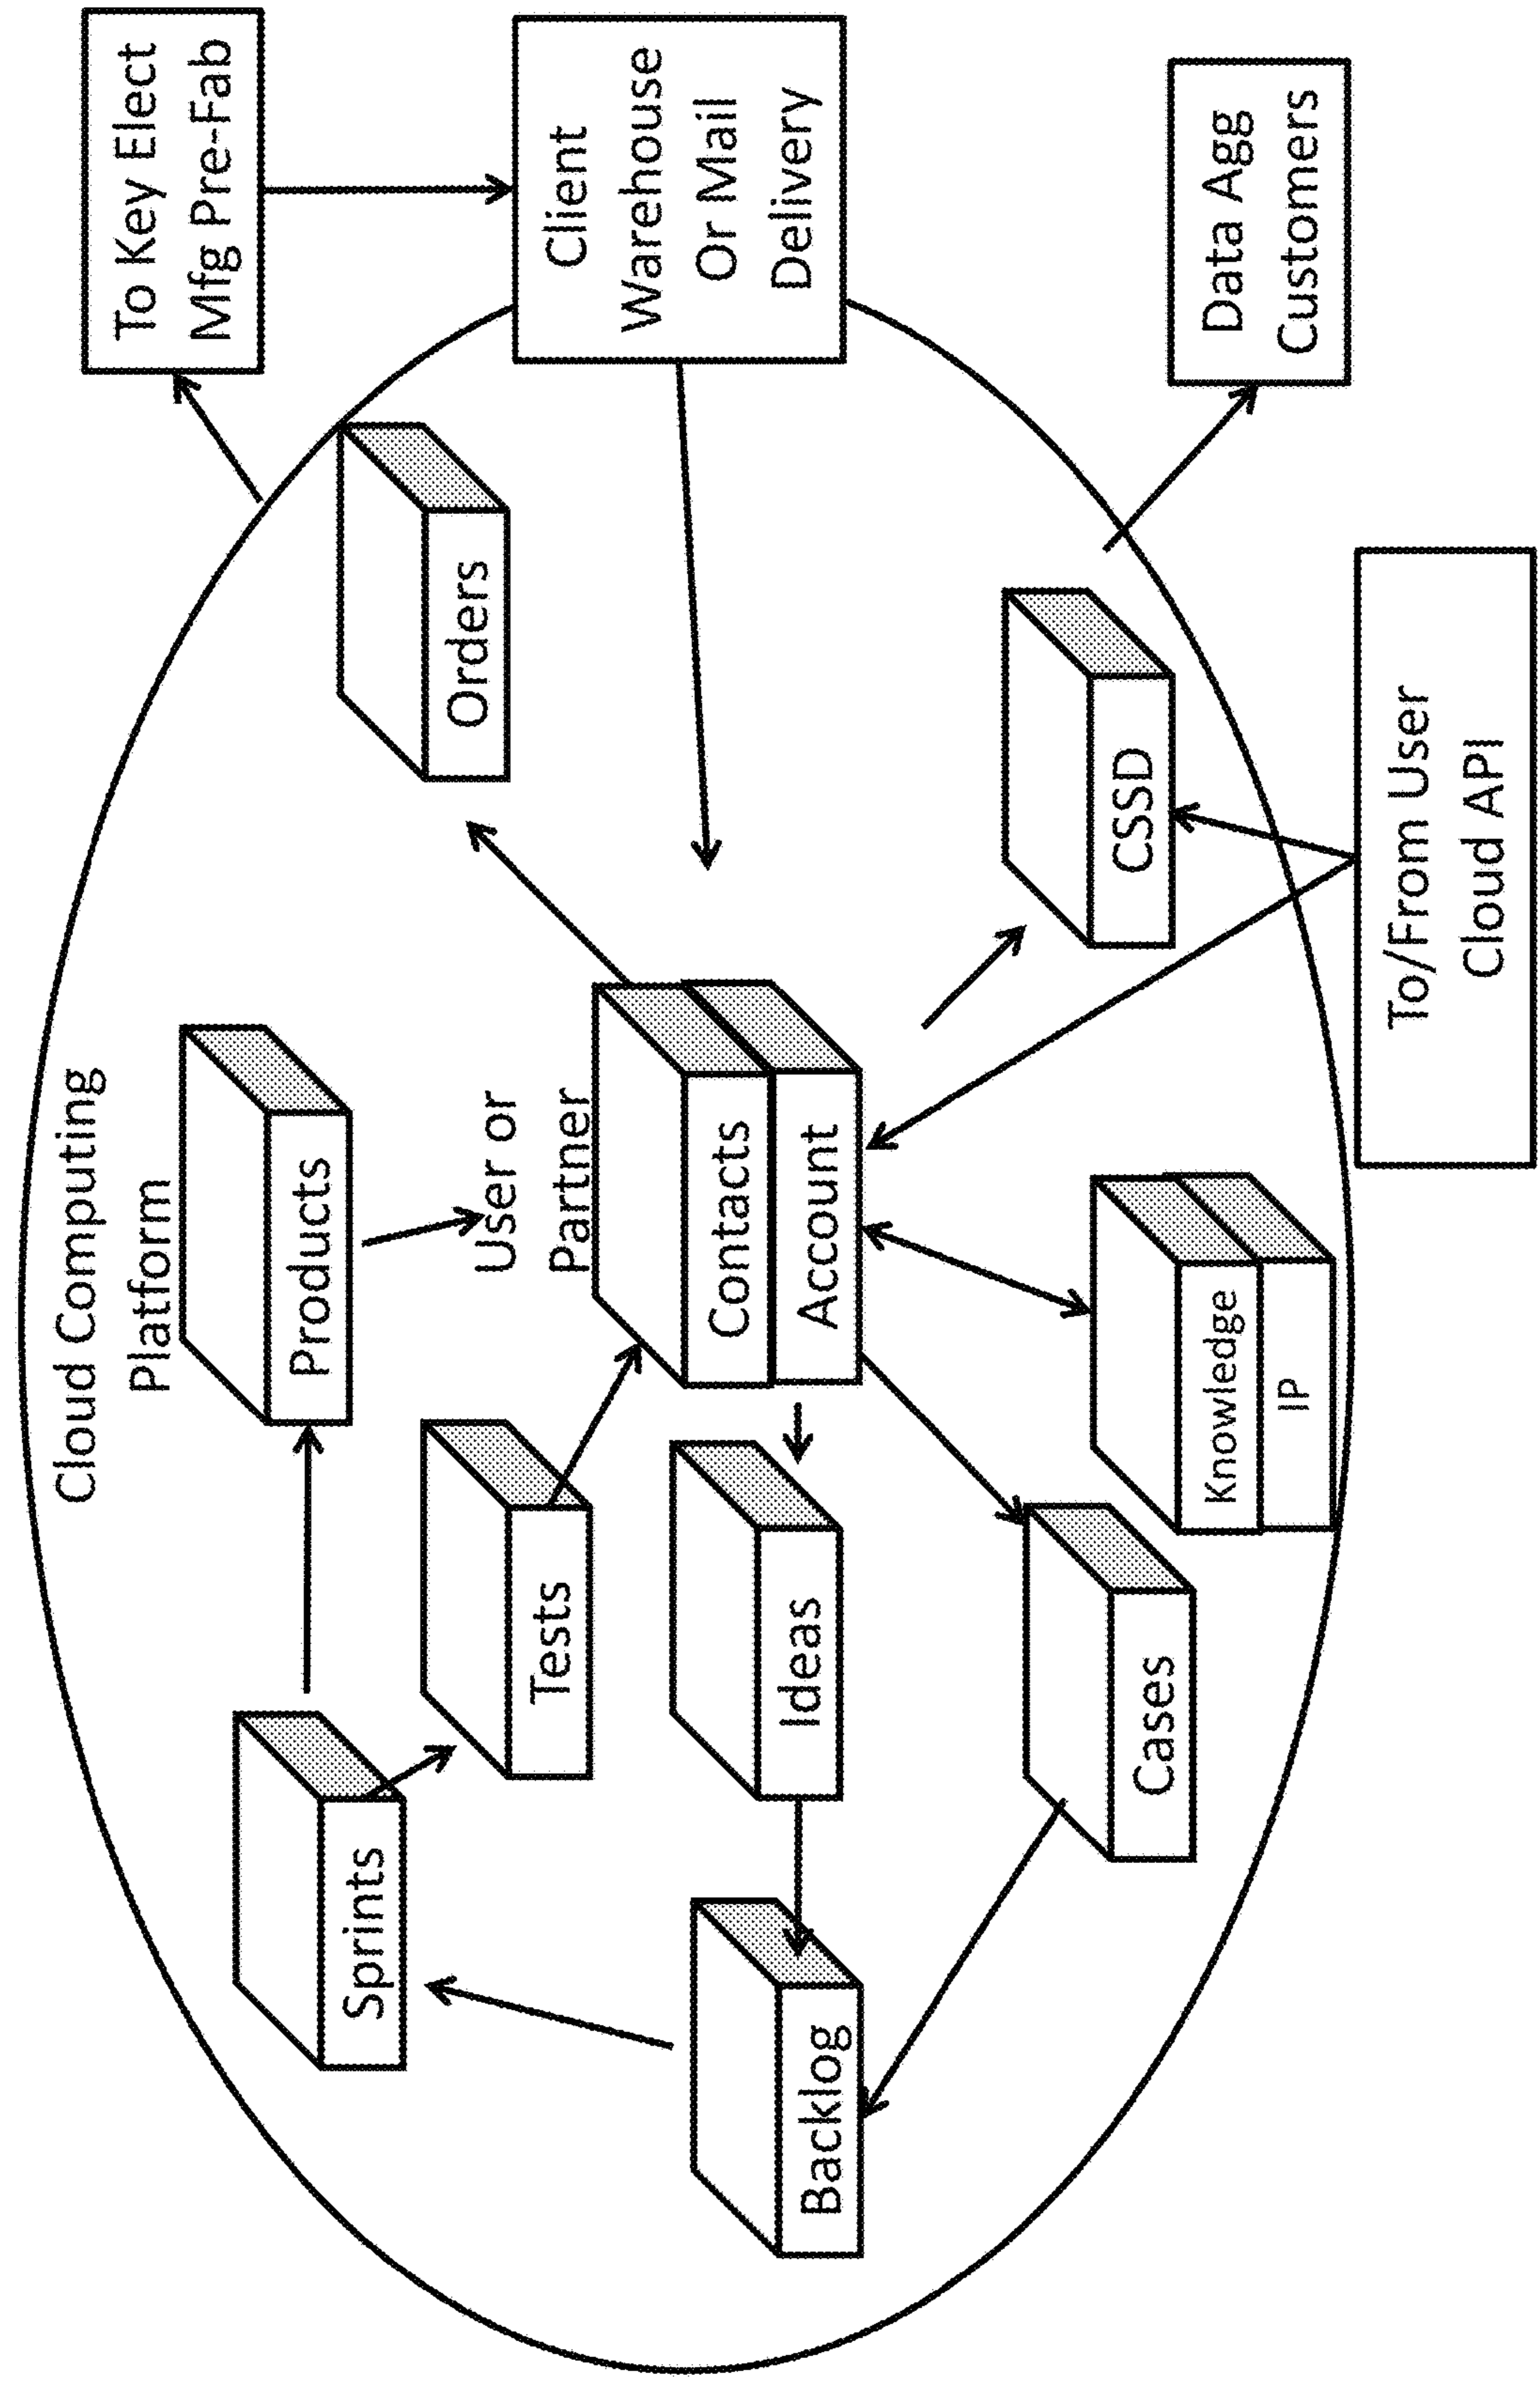 Cloud Computing
Platform
To Key Elect
Mfg Pre-Fab
Sprints
Products
Orders
Tests
User or
Partner
Client
Warehouse
Or Mail
Delivery
Contacts
Account
Backlog
Ideas
Cases
Knowledge
IP
CSSD
Data Agg
Customers
To/From User
Cloud API